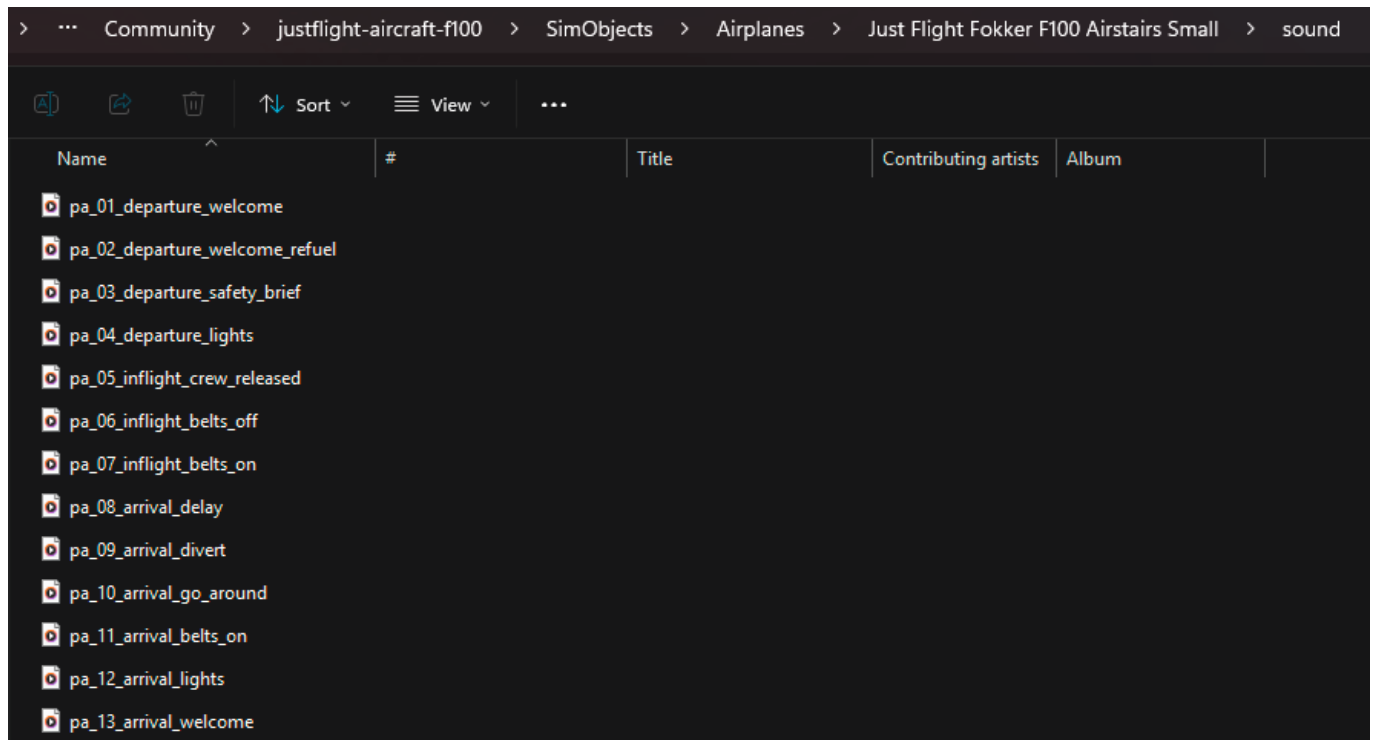 > ··· Community > justflight-aircraft-f100 > SimObjects > Airplanes > Just Flight Fokker F100 Airstairs Small > sound
Sort View ···
Name # Title Contributing artists Album
pa_01_departure_welcome
pa_02_departure_welcome_refuel
pa_03_departure_safety_brief
pa_04_departure_lights
pa_05_inflight_crew_released
pa_06_inflight_belts_off
pa_07_inflight_belts_on
pa_08_arrival_delay
pa_09_arrival_divert
pa_10_arrival_go_around
pa_11_arrival_belts_on
pa_12_arrival_lights
pa_13_arrival_welcome